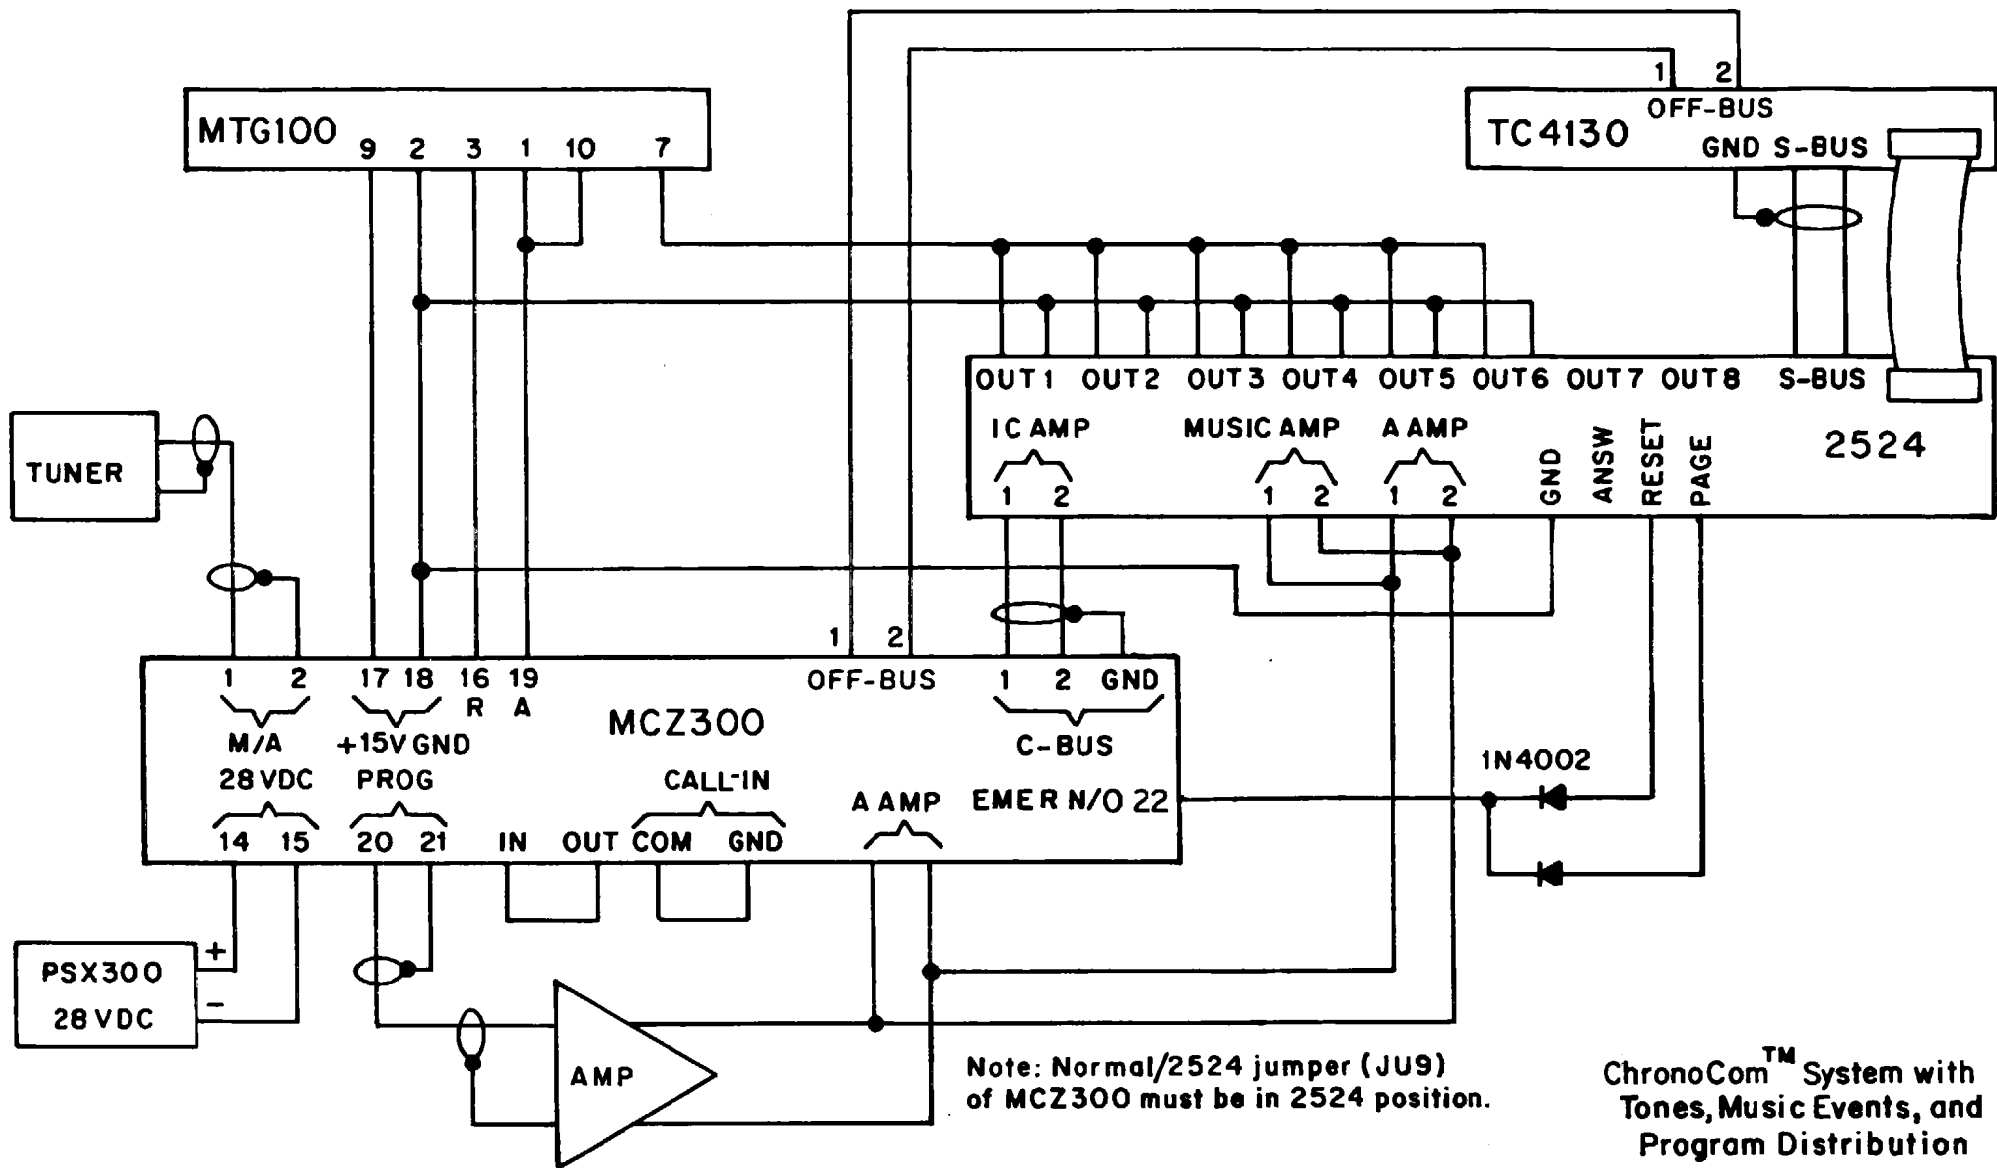 1 2
OFF-BUS
TC4130
GND S-BUS
MTG100
9 2 3 1 10 7
OUT1 OUT2 OUT3 OUT4 OUT5 OUT6 OUT7 OUT8 S-BUS
IC AMP MUSIC AMP A AMP
1 2 1 2 1 2
GND
ANSW
RESET
PAGE
2524
TUNER
1 2
1 2 17 18 16 19 OFF-BUS 1 2 GND
R A
MCZ300
M/A +15V GND C-BUS
28 VDC PROG CALL-IN
A AMP EMER N/O 22
14 15 20 21 IN OUT COM GND
1N4002
PSX300
28 VDC
+
-
AMP
Note: Normal/2524 jumper (JU9)
of MCZ300 must be in 2524 position.
ChronoCom™ System with
Tones, Music Events, and
Program Distribution